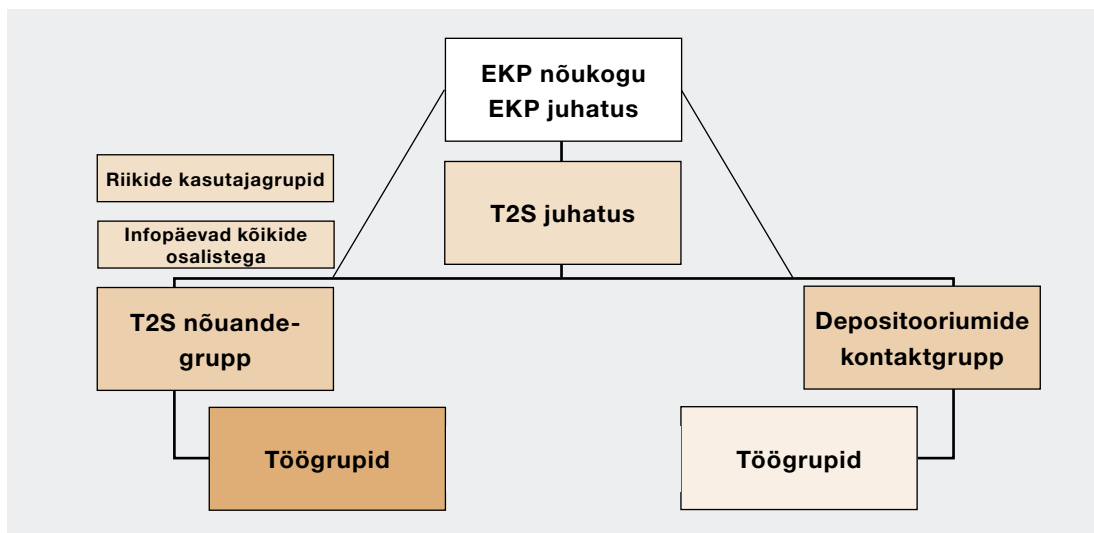 EKP nõukogu
EKP juhatus
T2S juhatus
Riikide kasutajagrupid
Infopäevad kõikide
osalistega
T2S nõuande-
grupp
Depositooriumide
kontaktgrupp
Töögrupid
Töögrupid